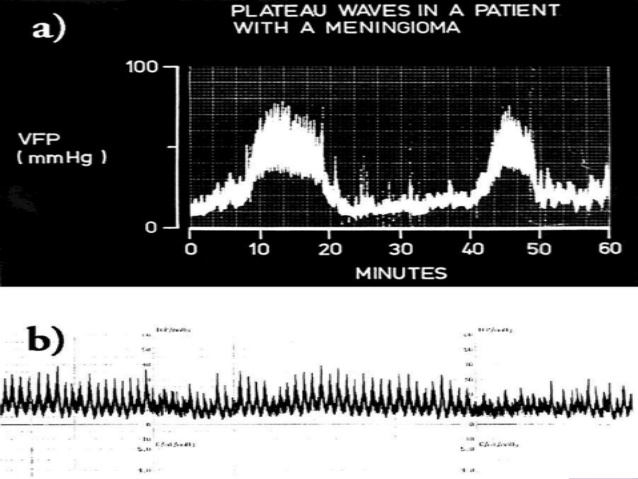 a)
PLATEAU WAVES IN A PATIENT
WITH A MENINGIOMA
100
VFP
(mmHg)
0
0 10 20 30 40 50 60
MINUTES
b)